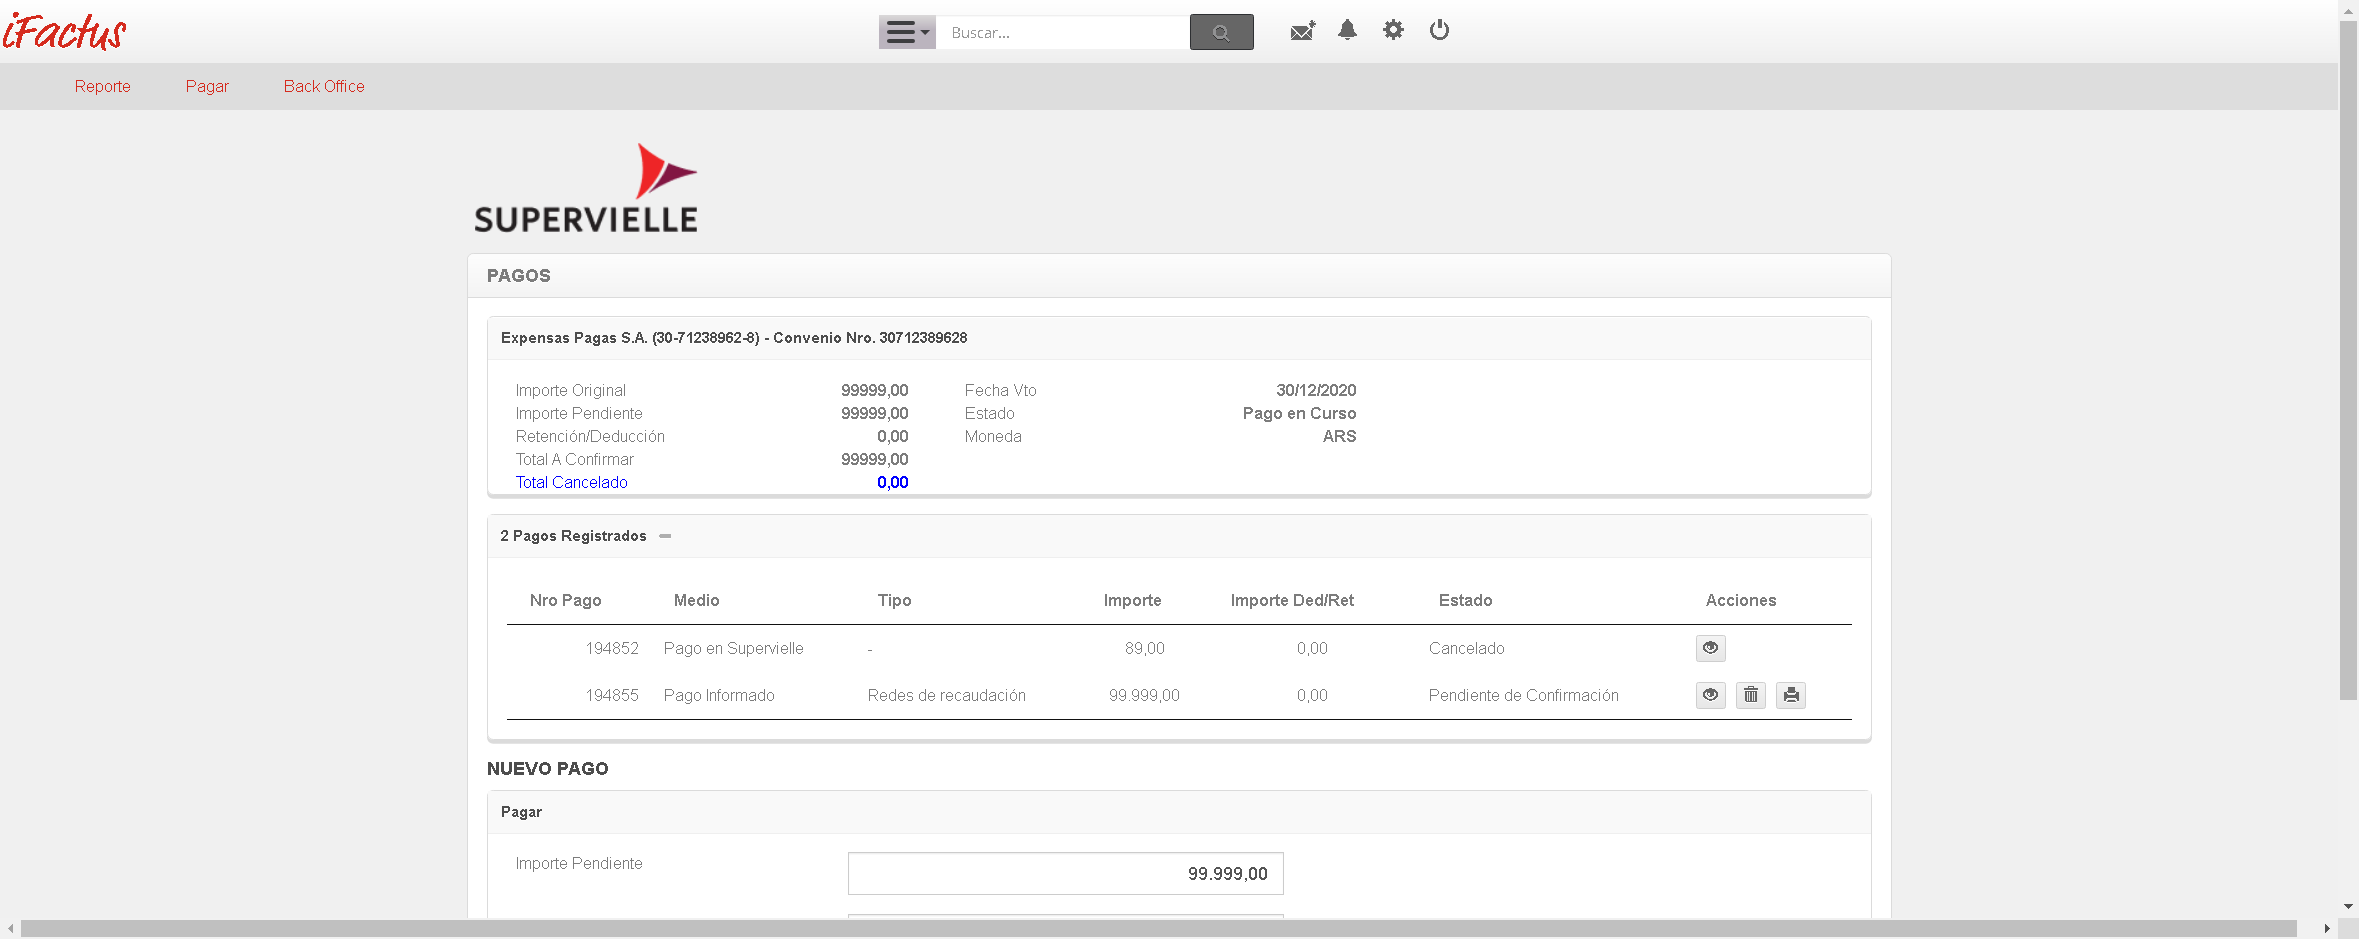 iFactus
Buscar...
Reporte Pagar Back Office
SUPERVIELLE
PAGOS
Expensas Pagas S.A. (30-71238962-8) - Convenio Nro. 30712389628
Importe Original 99999,00 Fecha Vto 30/12/2020
Importe Pendiente 99999,00 Estado Pago en Curso
Retención/Deducción 0,00 Moneda ARS
Total A Confirmar 99999,00
Total Cancelado 0,00
2 Pagos Registrados
Nro Pago Medio Tipo Importe Importe Ded/Ret Estado Acciones
194852 Pago en Supervielle - 89,00 0,00 Cancelado
194855 Pago Informado Redes de recaudación 99.999,00 0,00 Pendiente de Confirmación
NUEVO PAGO
Pagar
Importe Pendiente 99.999,00